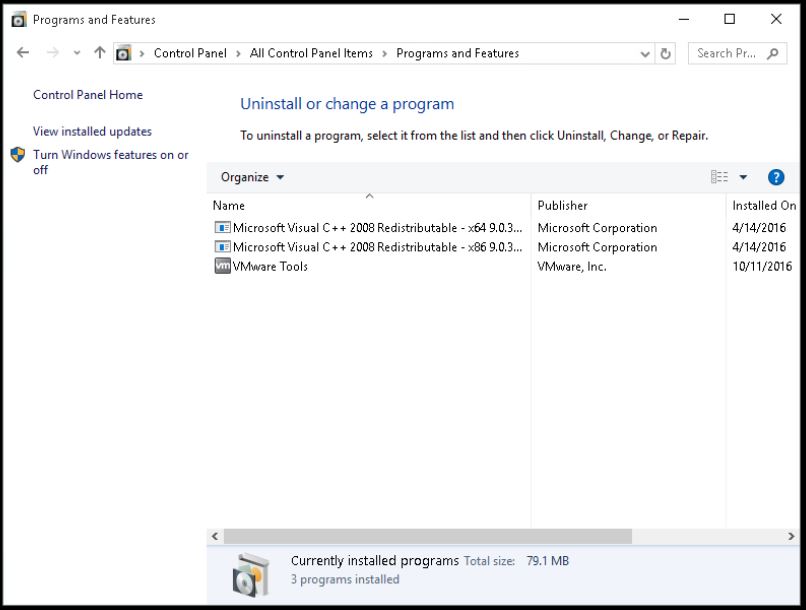 Programs and Features
Control Panel > All Control Panel Items > Programs and Features
Search Pr...
Control Panel Home
View installed updates
Turn Windows features on or
off
Uninstall or change a program
To uninstall a program, select it from the list and then click Uninstall, Change, or Repair.
Organize
?
Name Publisher Installed On
Microsoft Visual C++ 2008 Redistributable - x64 9.0.3... Microsoft Corporation 4/14/2016
Microsoft Visual C++ 2008 Redistributable - x86 9.0.3... Microsoft Corporation 4/14/2016
vm VMware Tools VMware, Inc. 10/11/2016
Currently installed programs Total size: 79.1 MB
3 programs installed